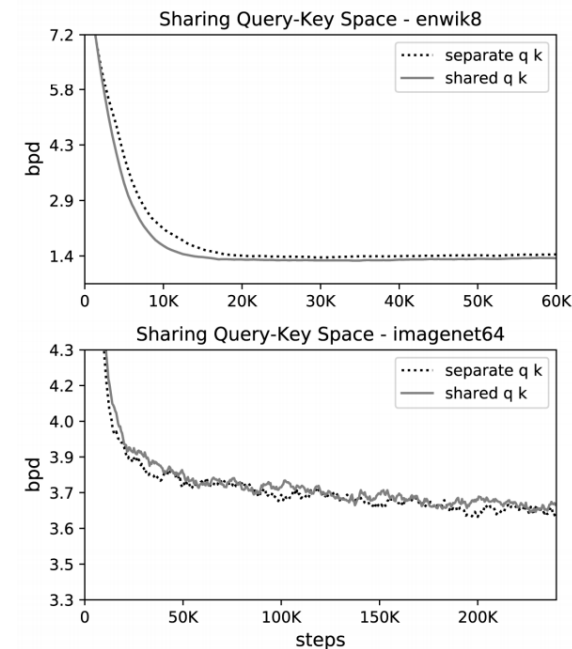 Sharing Query-Key Space - enwik8
7.2
5.8
4.3
2.9
1.4
bpd
separate q k
shared q k
0 10K 20K 30K 40K 50K 60K
Sharing Query-Key Space - imagenet64
4.3
4.2
4.0
3.9
3.7
3.6
3.5
3.3
bpd
separate q k
shared q k
0 50K 100K 150K 200K
steps